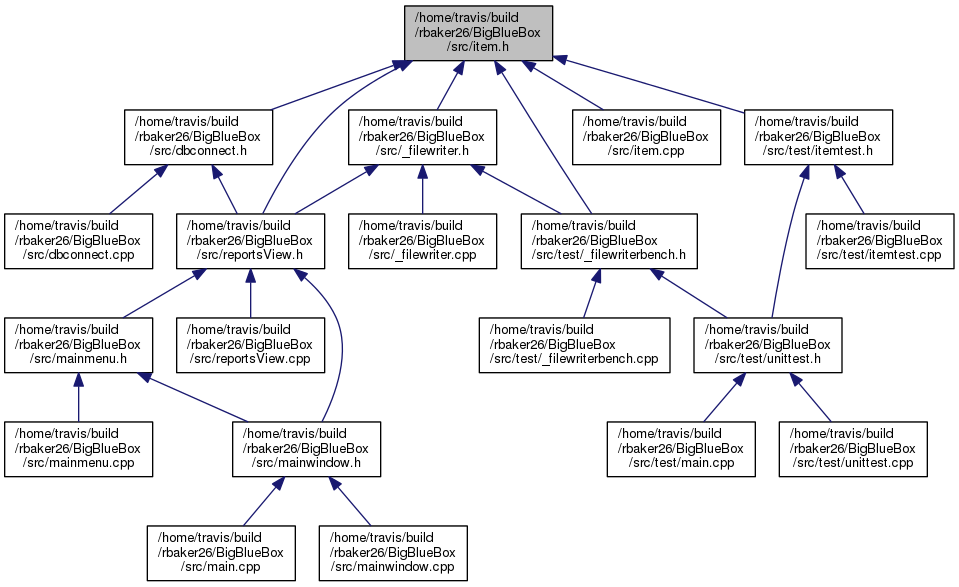 /home/travis/build
/rbaker26/BigBlueBox
/src/item.h
/home/travis/build
/rbaker26/BigBlueBox
/src/dbconnect.h
/home/travis/build
/rbaker26/BigBlueBox
/src/_filewriter.h
/home/travis/build
/rbaker26/BigBlueBox
/src/item.cpp
/home/travis/build
/rbaker26/BigBlueBox
/src/test/itemtest.h
/home/travis/build
/rbaker26/BigBlueBox
/src/dbconnect.cpp
/home/travis/build
/rbaker26/BigBlueBox
/src/reportsView.h
/home/travis/build
/rbaker26/BigBlueBox
/src/_filewriter.cpp
/home/travis/build
/rbaker26/BigBlueBox
/src/test/_filewriterbench.h
/home/travis/build
/rbaker26/BigBlueBox
/src/test/itemtest.cpp
/home/travis/build
/rbaker26/BigBlueBox
/src/mainmenu.h
/home/travis/build
/rbaker26/BigBlueBox
/src/reportsView.cpp
/home/travis/build
/rbaker26/BigBlueBox
/src/test/_filewriterbench.cpp
/home/travis/build
/rbaker26/BigBlueBox
/src/test/unittest.h
/home/travis/build
/rbaker26/BigBlueBox
/src/mainmenu.cpp
/home/travis/build
/rbaker26/BigBlueBox
/src/mainwindow.h
/home/travis/build
/rbaker26/BigBlueBox
/src/test/main.cpp
/home/travis/build
/rbaker26/BigBlueBox
/src/test/unittest.cpp
/home/travis/build
/rbaker26/BigBlueBox
/src/main.cpp
/home/travis/build
/rbaker26/BigBlueBox
/src/mainwindow.cpp